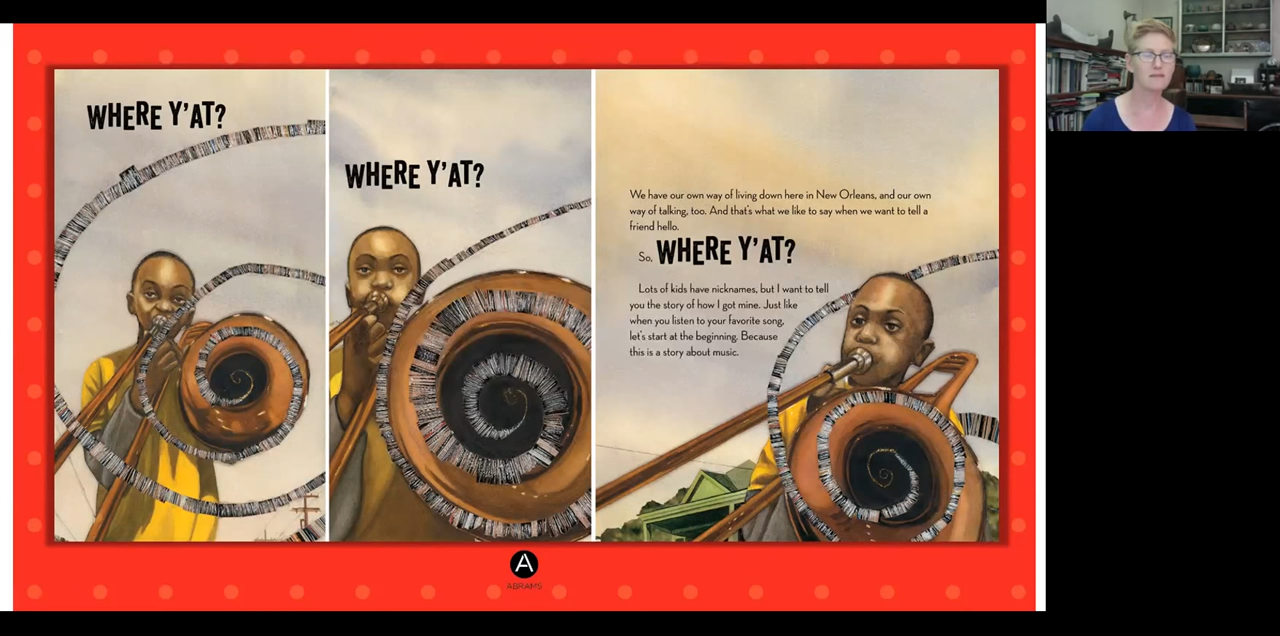 WHERE Y'AT?
WHERE Y'AT?
We have our own way of living down here in New Orleans, and our own
way of talking, too. And that's what we like to say when we want to tell a
friend hello.
So, WHERE Y'AT?
Lots of kids have nicknames, but I want to tell
you the story of how I got mine. Just like
when you listen to your favorite song,
let's start at the beginning. Because
this is a story about music.
A
ABRAMS